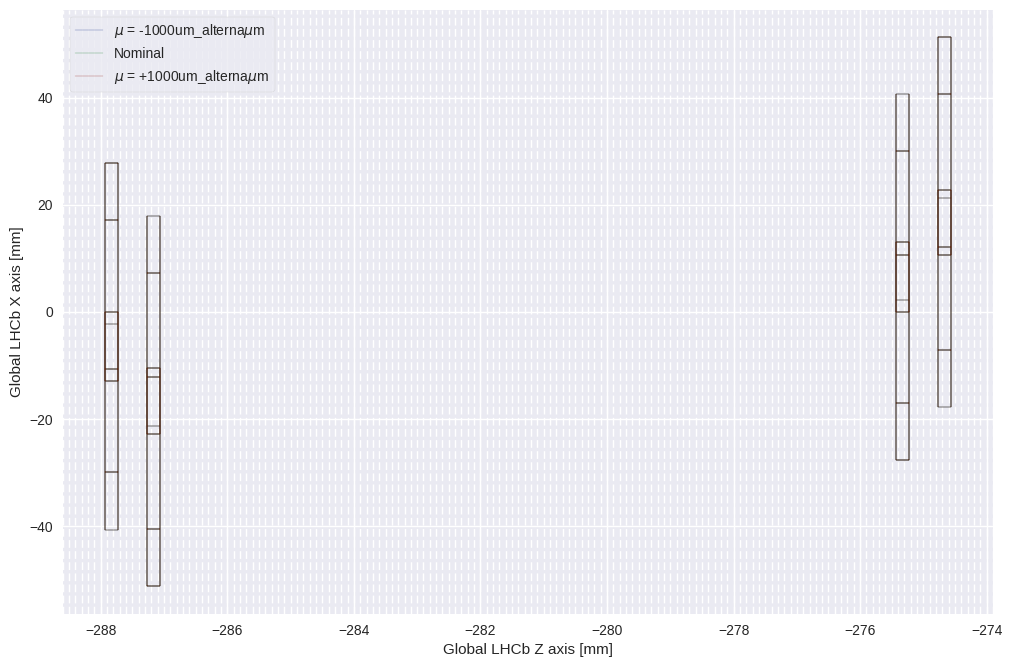 μ = -1000um_alternaμm
Nominal
μ = +1000um_alternaμm
40
20
0
−20
−40
Global LHCb X axis [mm]
−288 −286 −284 −282 −280 −278 −276 −274
Global LHCb Z axis [mm]